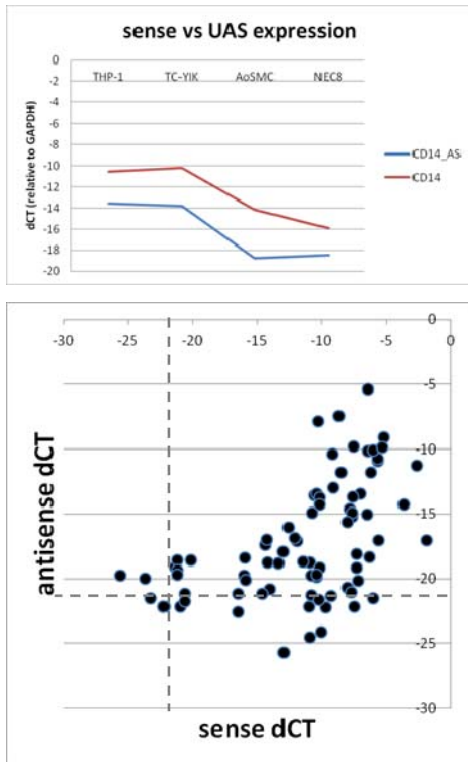 sense vs UAS expression
0
THP-1 TC-YIK AoSMC NEC8
-2
-4
-6
-8
-10
-12
-14
-16
-18
-20
dCT (relative to GAPDH)
CD14_AS
CD14
-30 -25 -20 -15 -10 -5 0
0
-5
-10
-15
-20
-25
-30
antisense dCT
sense dCT